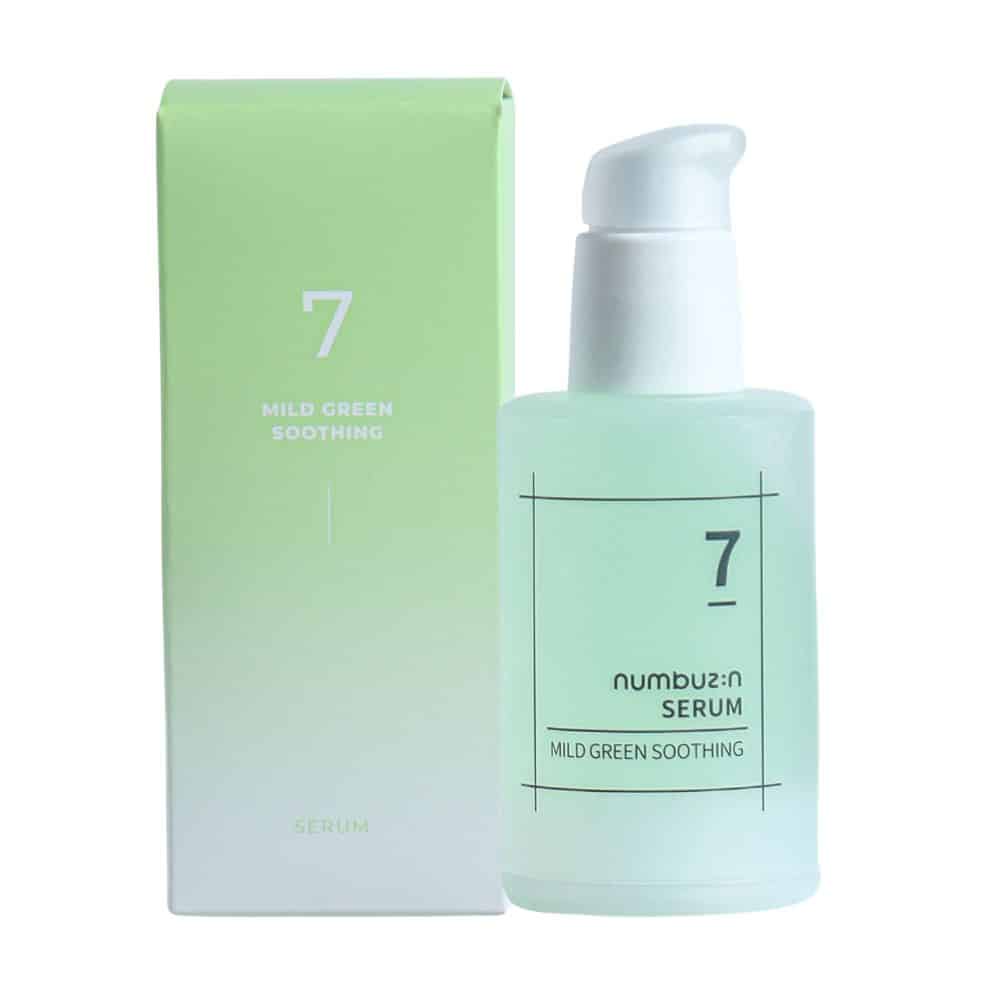 7
MILD GREEN
SOOTHING
SERUM
7
numbuz:n
SERUM
MILD GREEN SOOTHING